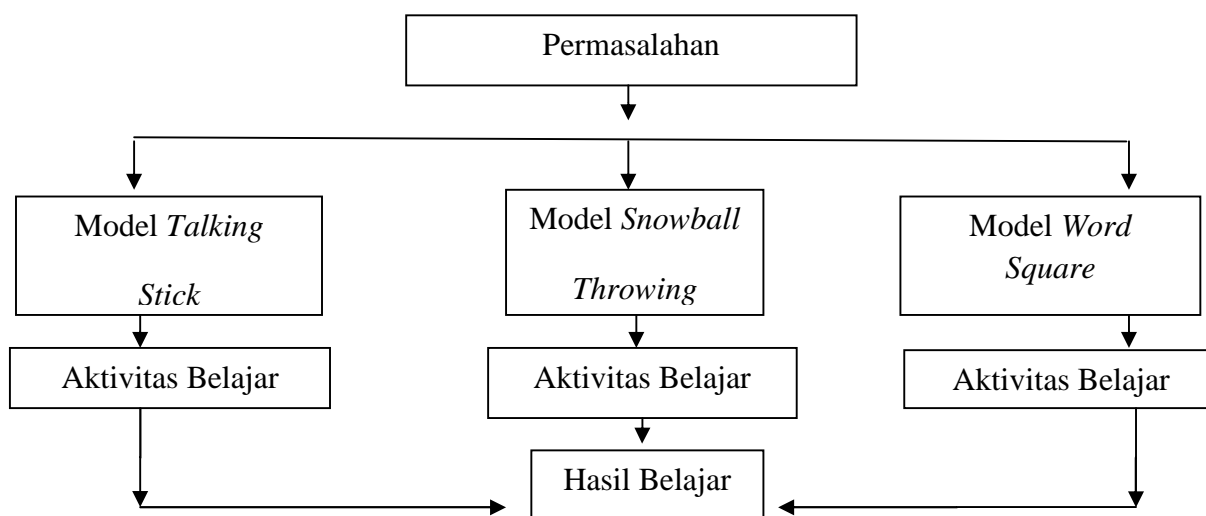 Permasalahan
Model Talking
Stick
Model Snowball
Throwing
Model Word
Square
Aktivitas Belajar
Aktivitas Belajar
Aktivitas Belajar
Hasil Belajar